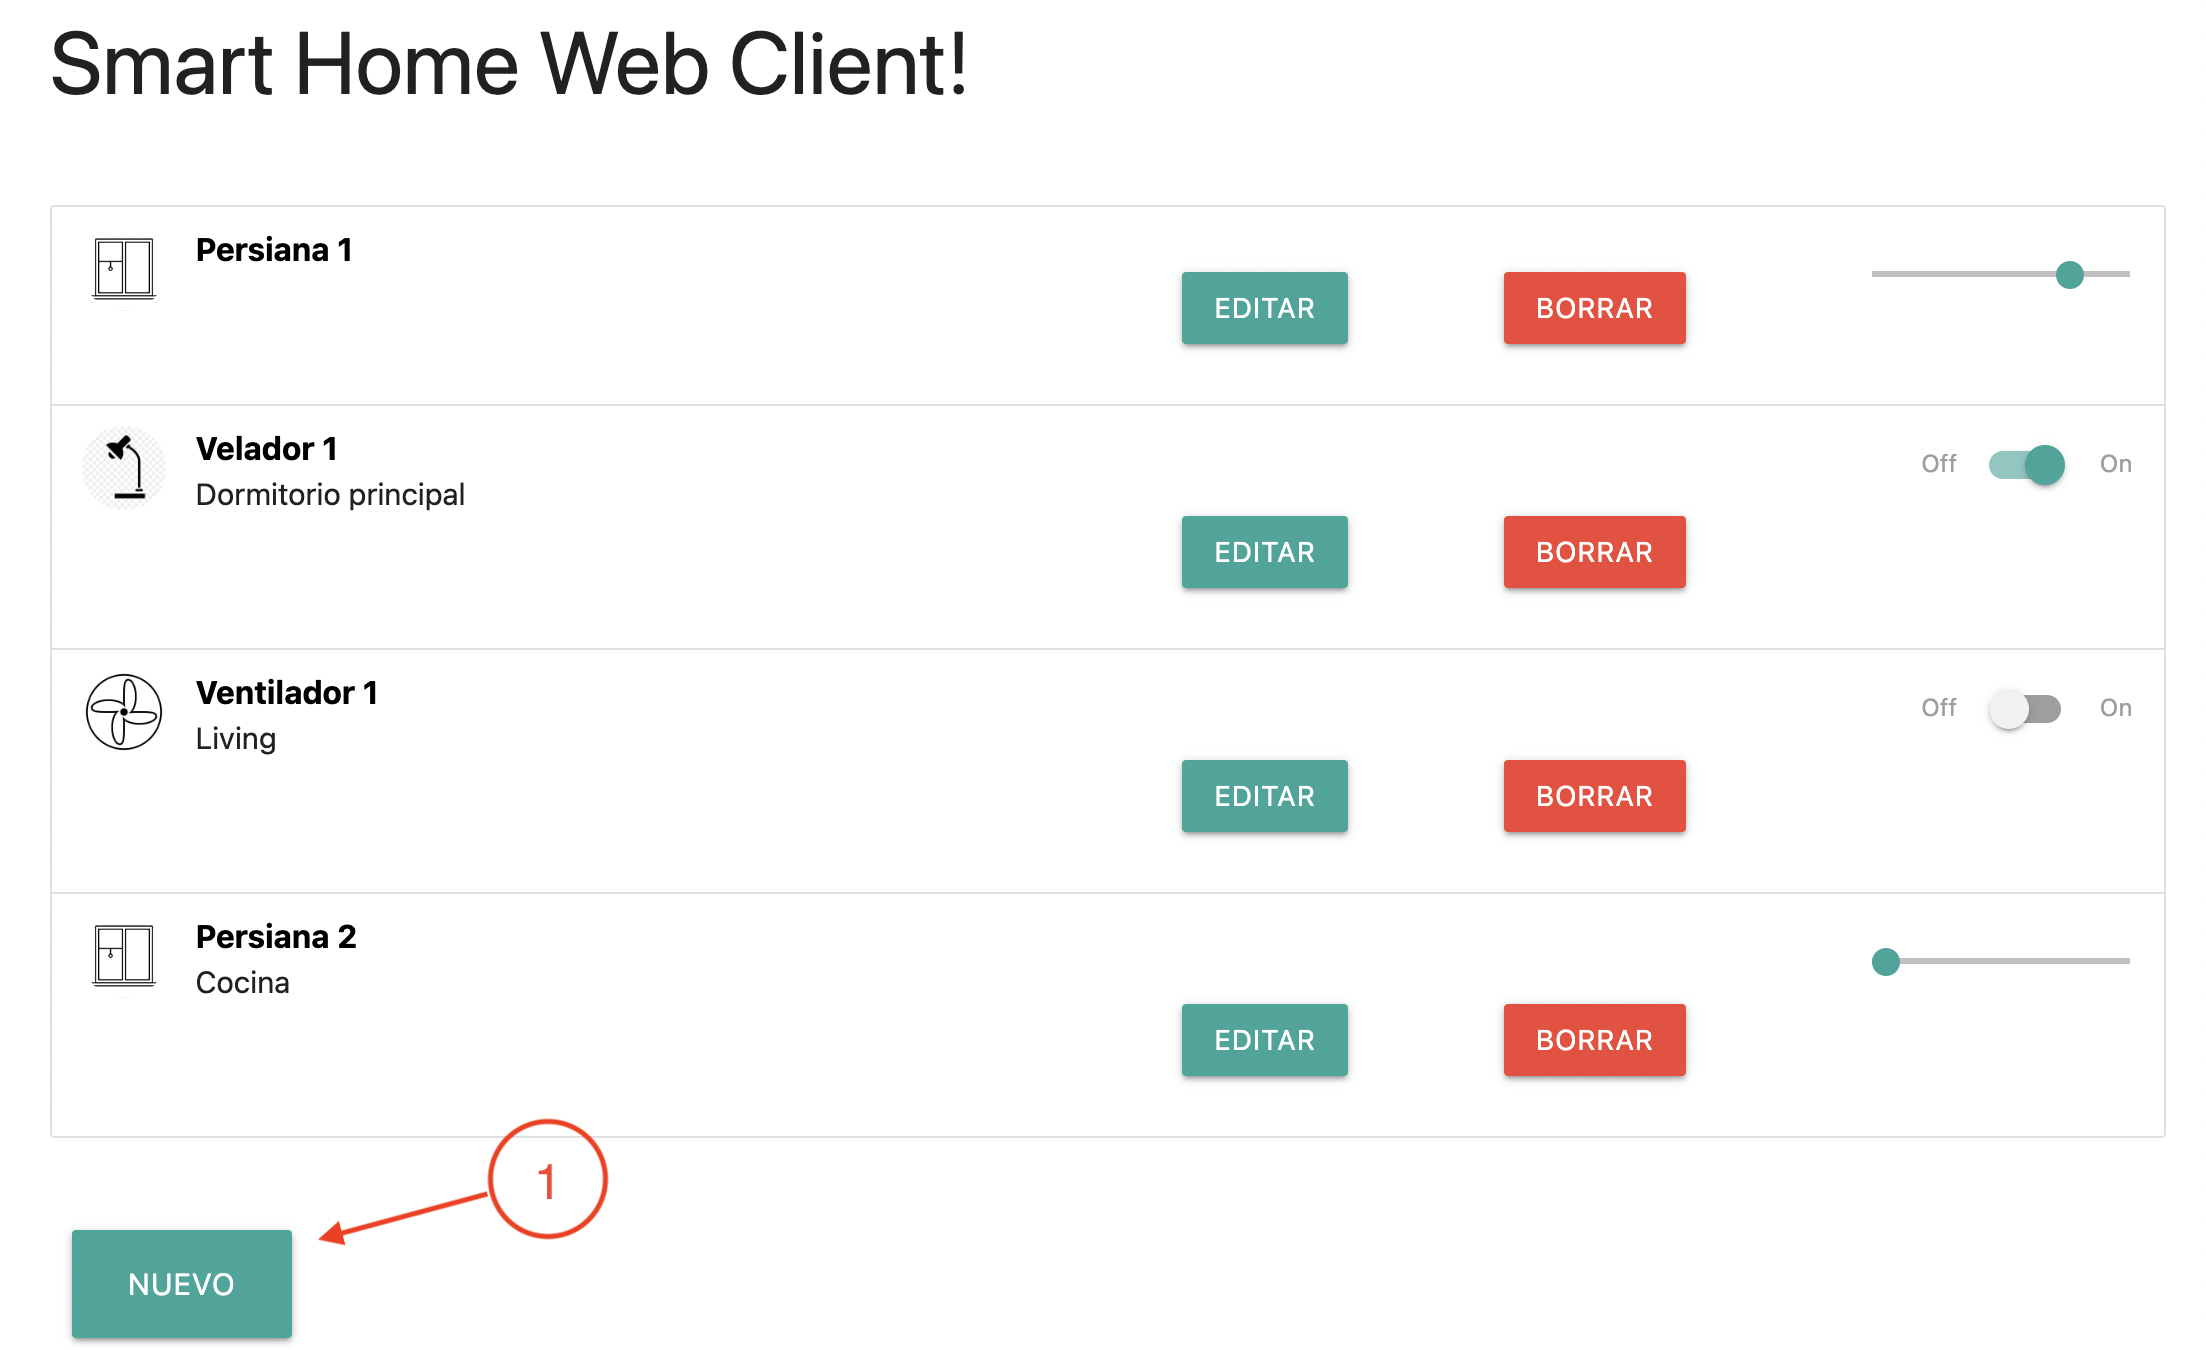 Smart Home Web Client!
Persiana 1
EDITAR
BORRAR
Velador 1
Dormitorio principal
Off
On
EDITAR
BORRAR
Ventilador 1
Living
Off
On
EDITAR
BORRAR
Persiana 2
Cocina
EDITAR
BORRAR
1
NUEVO